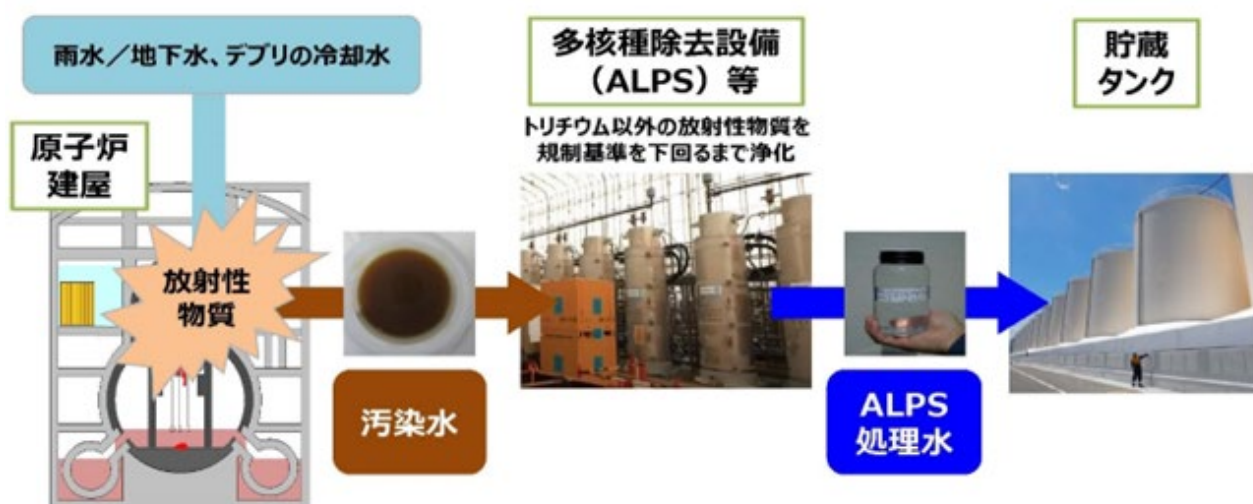 雨水／地下水、デブリの冷却水
原子炉
建屋
放射性
物質
汚染水
多核種除去設備
（ALPS）等
トリチウム以外の放射性物質を
規制基準を下回るまで浄化
ALPS
処理水
貯蔵
タンク